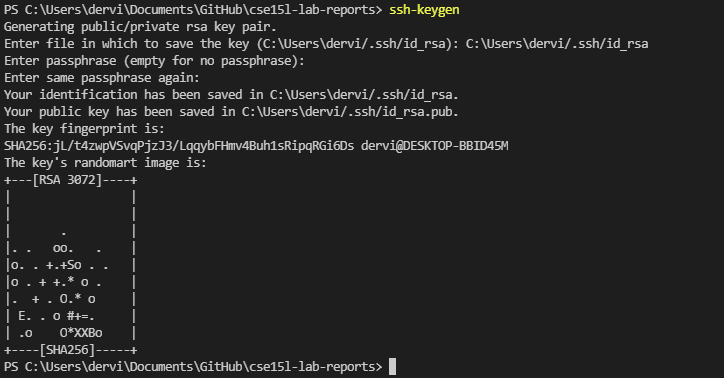 PS C:\Users\dervi\Documents\GitHub\cse15l-lab-reports> ssh-keygen
Generating public/private rsa key pair.
Enter file in which to save the key (C:\Users\dervi/.ssh/id_rsa): C:\Users\dervi/.ssh/id_rsa
Enter passphrase (empty for no passphrase):
Enter same passphrase again:
Your identification has been saved in C:\Users\dervi/.ssh/id_rsa.
Your public key has been saved in C:\Users\dervi/.ssh/id_rsa.pub.
The key fingerprint is:
SHA256:jL/t4zwpVSvqPjzJ3/LqqybFHmv4Buh1sRipqRGi6Ds dervi@DESKTOP-BBID45M
The key's randomart image is:
+---[RSA 3072]----+
|                 |
|                 |
|       .         |
|. .   oo.   .    |
|o. . +.+So . .   |
|o . + +.* o .    |
|.  + . O.* o     |
| E. . o #+=.     |
| .o    O*XXBo    |
+----[SHA256]-----+
PS C:\Users\dervi\Documents\GitHub\cse15l-lab-reports>